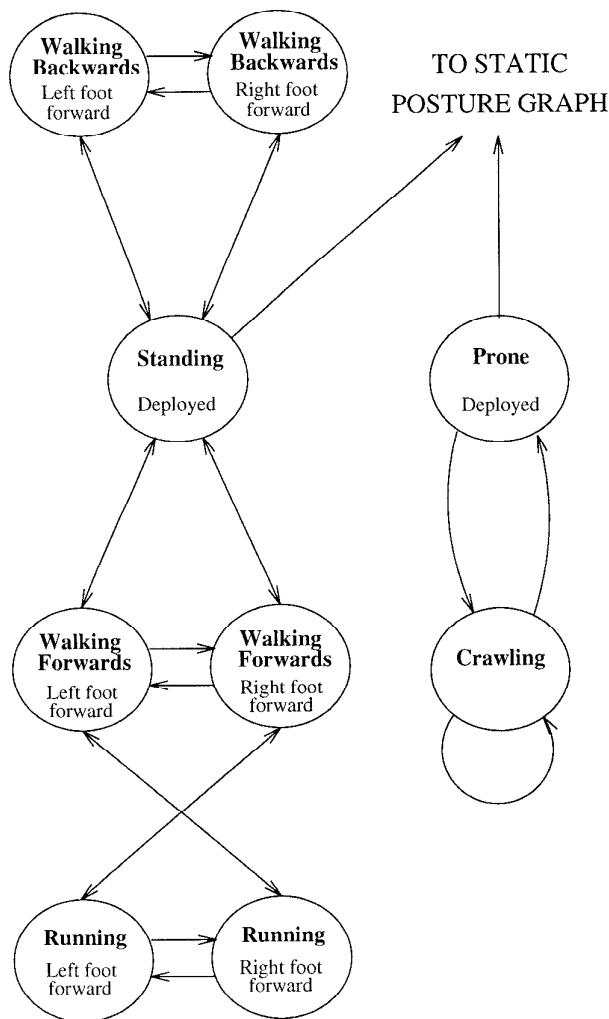 Walking
Backwards
Left foot
forward
Walking
Backwards
Right foot
forward
TO STATIC
POSTURE GRAPH
Standing
Deployed
Prone
Deployed
Walking
Forwards
Left foot
forward
Walking
Forwards
Right foot
forward
Crawling
Running
Left foot
forward
Running
Right foot
forward